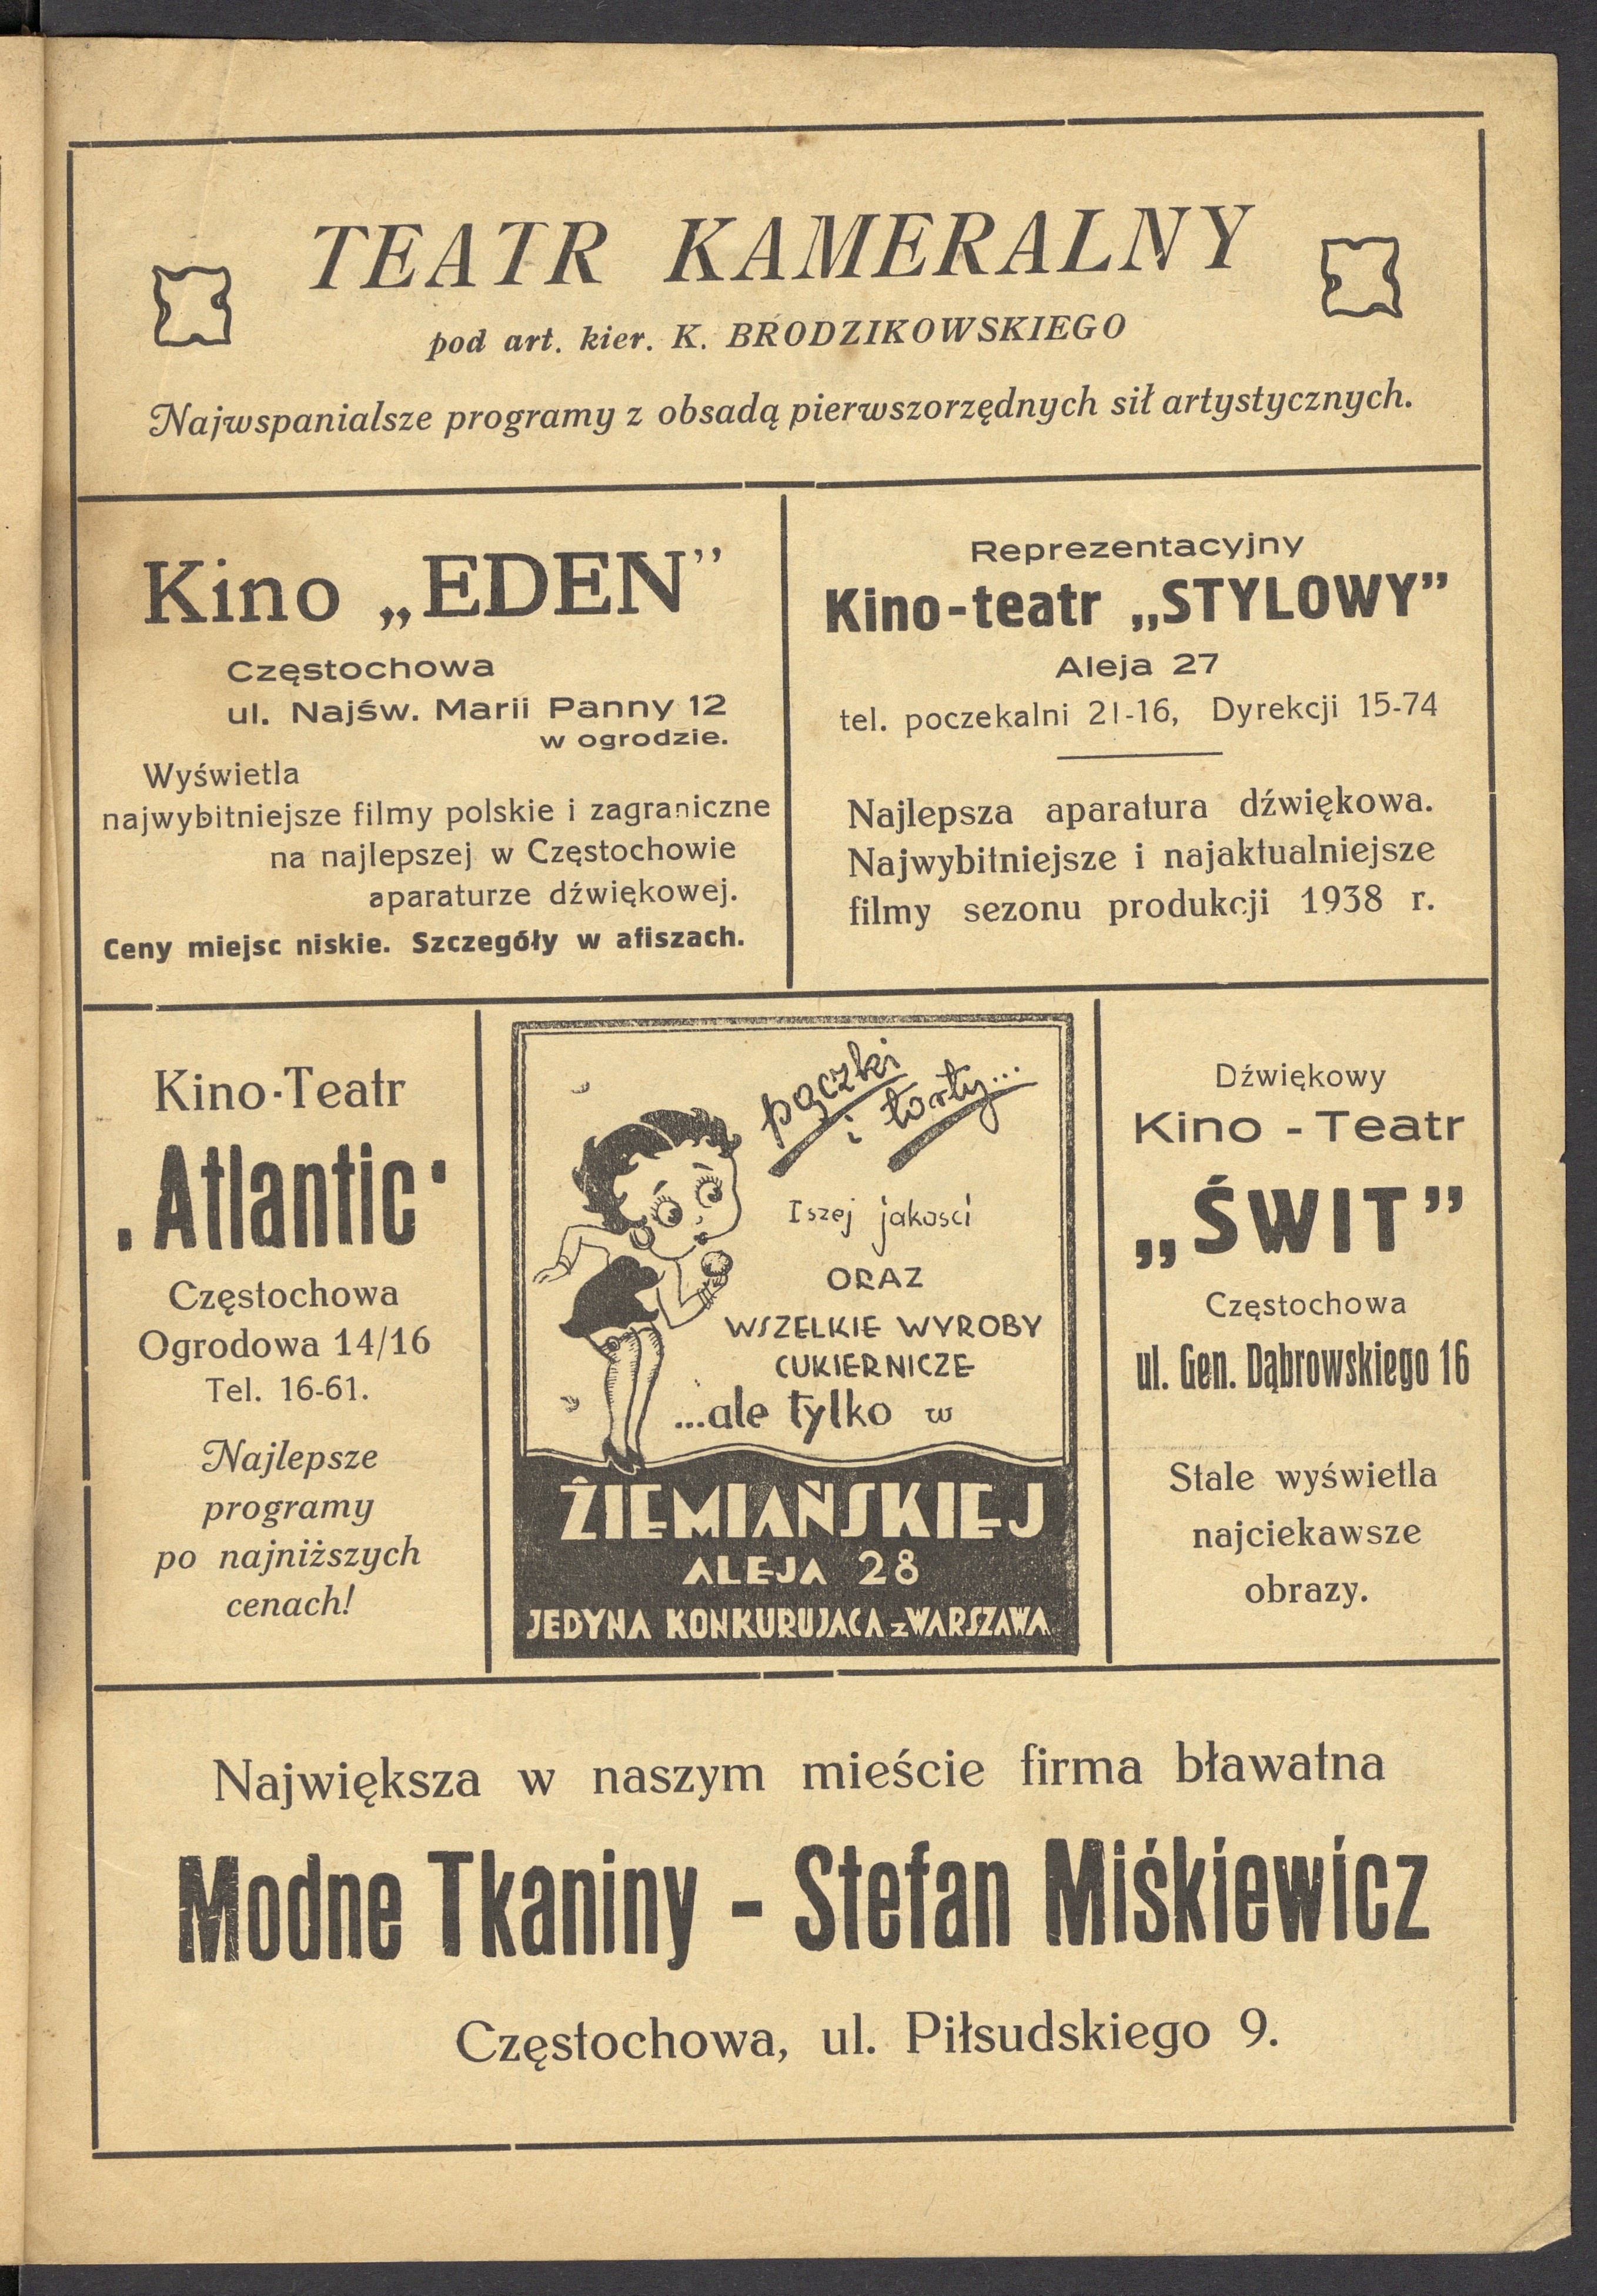 TEATR KAMERALNY
pod art. kier. K. BRODZIKOWSKIEGO
Najwspanialsze programy z obsadą pierwszorzędnych sił artystycznych.
Kino „EDEN”
Częstochowa
ul. Najśw. Marii Panny 12
w ogrodzie.
Wyświetla
najwybitniejsze filmy polskie i zagraniczne
na najlepszej w Częstochowie
aparaturze dźwiękowej.
Ceny miejsc niskie. Szczegóły w afiszach.
Reprezentacyjny
Kino-teatr „STYLOWY”
Aleja 27
tel. poczekalni 21-16, Dyrekcji 15-74
Najlepsza aparatura dźwiękowa.
Najwybitniejsze i najaktualniejsze
filmy sezonu produkcji 1938 r.
Kino-Teatr
‚Atlantic‘
Częstochowa
Ogrodowa 14/16
Tel. 16-61.
Najlepsze
programy
po najniższych
cenach!
pączki
i torty...
I szej jakosci
ORAZ
WSZELKIE WYROBY
CUKIERNICZE
...ale tylko w
ZIEMIAŃSKIEJ
ALEJA 28
JEDYNA KONKURUJACA z WARSZAWA
Dźwiękowy
Kino - Teatr
„ŚWIT”
Częstochowa
ul. Gen. Dąbrowskiego 16
Stale wyświetla
najciekawsze
obrazy.
Największa w naszym mieście firma bławatna
Modne Tkaniny - Stefan Miśkiewicz
Częstochowa, ul. Piłsudskiego 9.